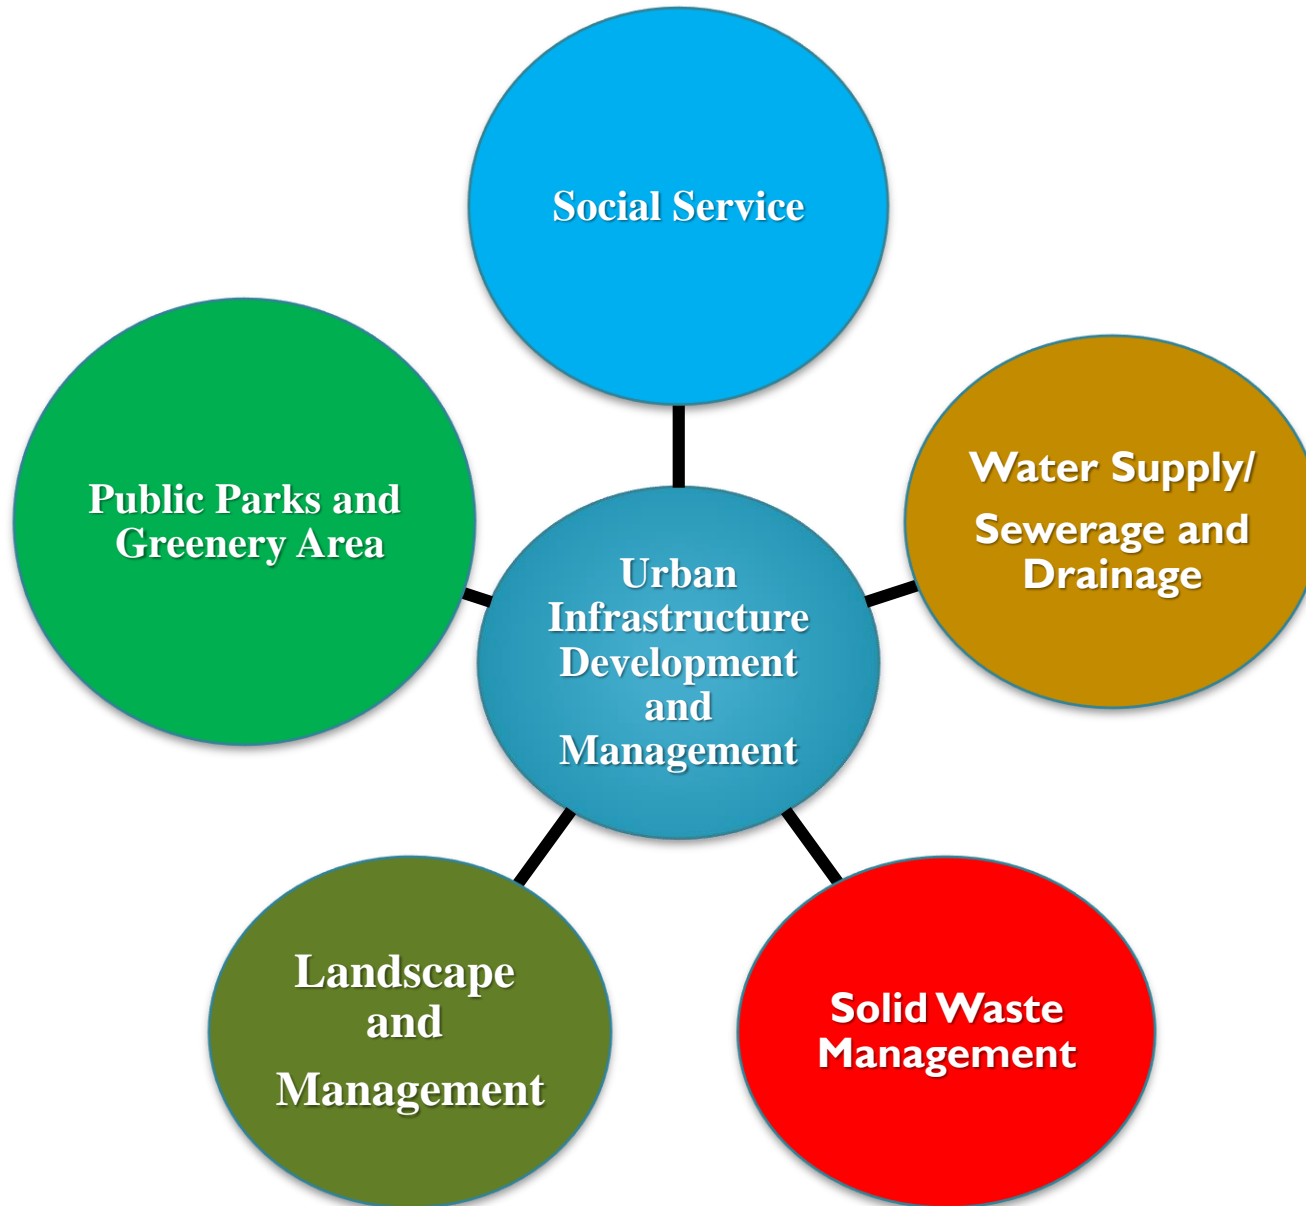 Social Service
Public Parks and
Greenery Area
Water Supply/
Sewerage and
Drainage
Urban
Infrastructure
Development
and
Management
Landscape
and
Management
Solid Waste
Management